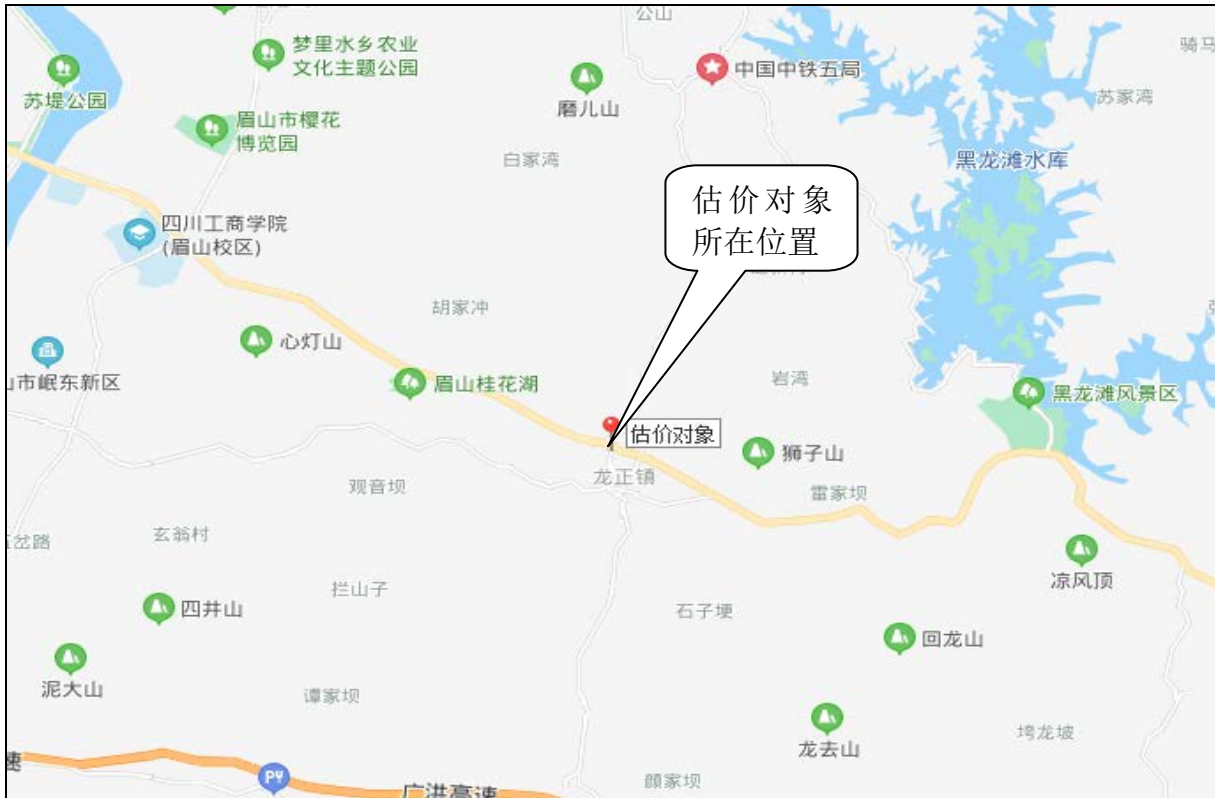 公山
梦里水乡农业
文化主题公园
骑马
中国中铁五局
苏堤公园
磨儿山
苏家湾
眉山市樱花
博览园
白家湾
黑龙滩水库
估价对象
所在位置
四川工商学院
(眉山校区)
胡家冲
心灯山
山市岷东新区
眉山桂花湖
岩湾
黑龙滩风景区
估价对象
狮子山
龙正镇
观音坝
雷家坝
玄翁村
岔路
凉风顶
拦山子
四井山
石子埂
回龙山
泥大山
谭家坝
龙去山
垮龙坡
速
PY
颜家坝
广洪高速